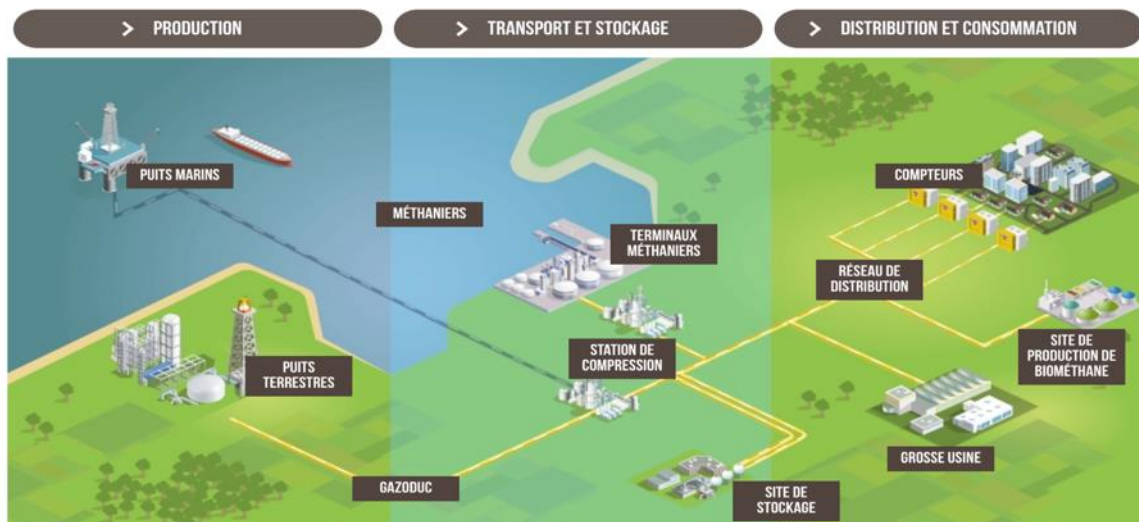 > PRODUCTION
> TRANSPORT ET STOCKAGE
> DISTRIBUTION ET CONSOMMATION
PUITS MARINS
COMPTEURS
MÉTHANIERS
TERMINAUX
MÉTHANIERS
RÉSEAU DE
DISTRIBUTION
PUITS
TERRESTRES
STATION DE
COMPRESSION
SITE DE
PRODUCTION DE
BIOMÉTHANE
GROSSE USINE
GAZODUC
SITE DE
STOCKAGE